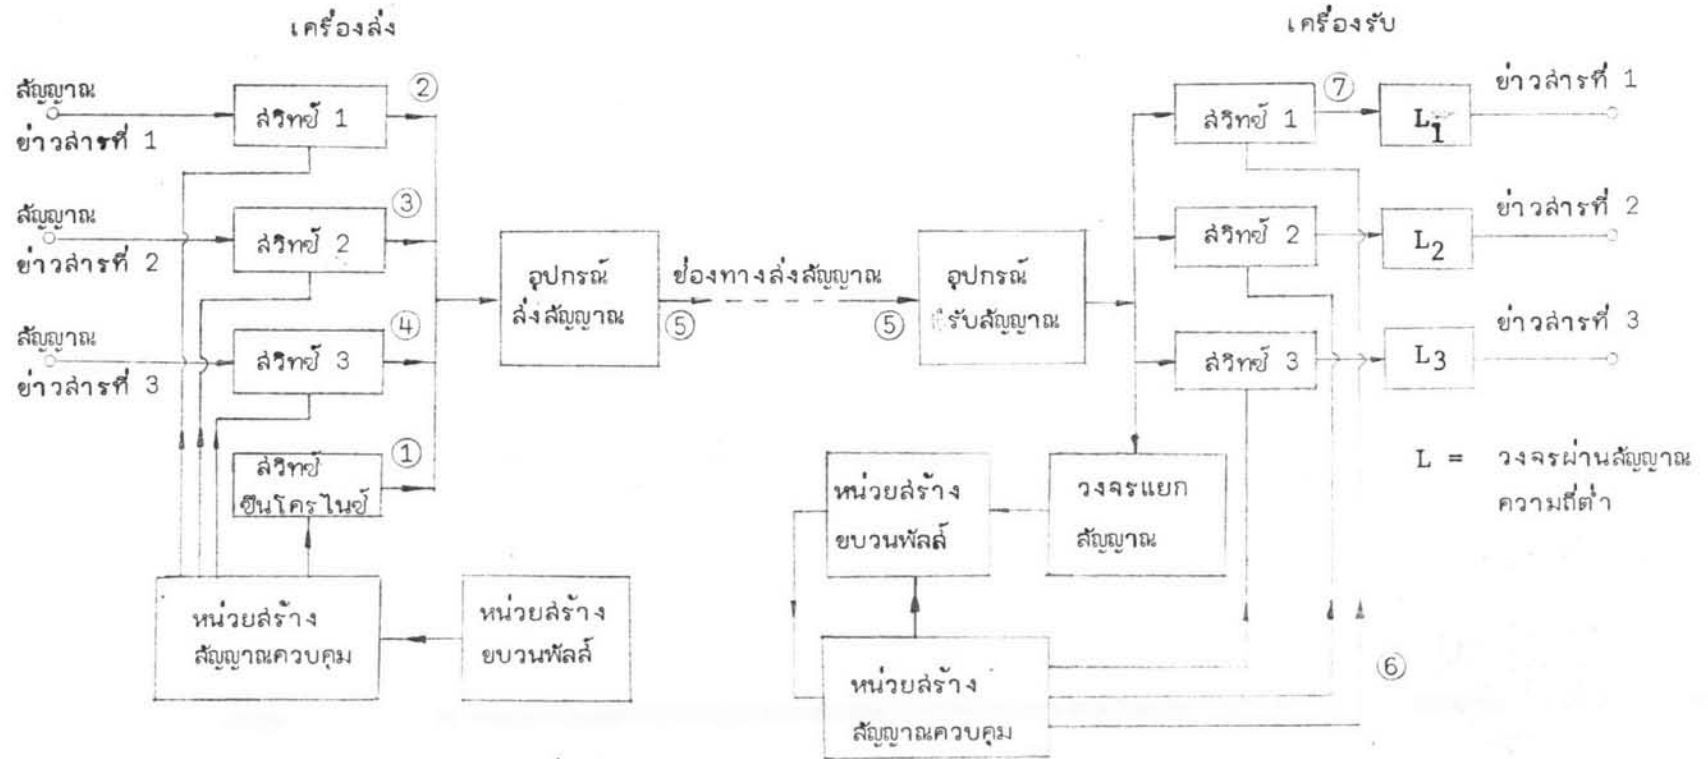 เครื่องส่ง
สัญญาณ
ข่าวสารที่ 1
สวิทซ์ 1
②
สัญญาณ
ข่าวสารที่ 2
สวิทซ์ 2
③
สัญญาณ
ข่าวสารที่ 3
สวิทซ์ 3
④
สวิทซ์
ซินโครไนซ์
①
หน่วยสร้าง
สัญญาณควบคุม
หน่วยสร้าง
ขบวนพัลส์
อุปกรณ์
ส่งสัญญาณ
ช่องทางส่งสัญญาณ
⑤
⑤
เครื่องรับ
อุปกรณ์
รับสัญญาณ
สวิทซ์ 1
⑦
L1
ข่าวสารที่ 1
สวิทซ์ 2
L2
ข่าวสารที่ 2
สวิทซ์ 3
L3
ข่าวสารที่ 3
หน่วยสร้าง
ขบวนพัลส์
วงจรแยก
สัญญาณ
หน่วยสร้าง
สัญญาณควบคุม
⑥
L = วงจรผ่านสัญญาณ
ความถี่ต่ำ